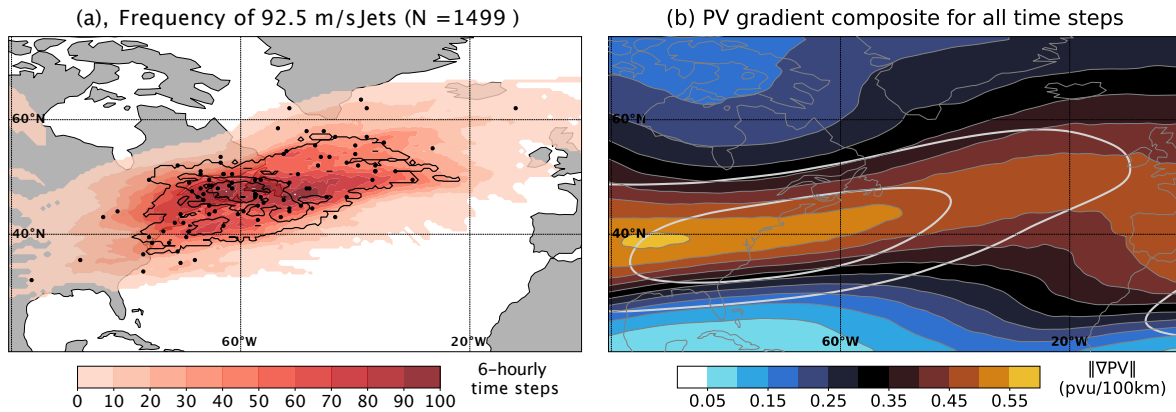 (a), Frequency of 92.5 m/s Jets (N =1499 )
60°N
40°N
60°W
20°W
0 10 20 30 40 50 60 70 80 90 100
6-hourly
time steps
(b) PV gradient composite for all time steps
60°N
40°N
60°W
20°W
0.05 0.15 0.25 0.35 0.45 0.55
‖∇PV‖
(pvu/100km)